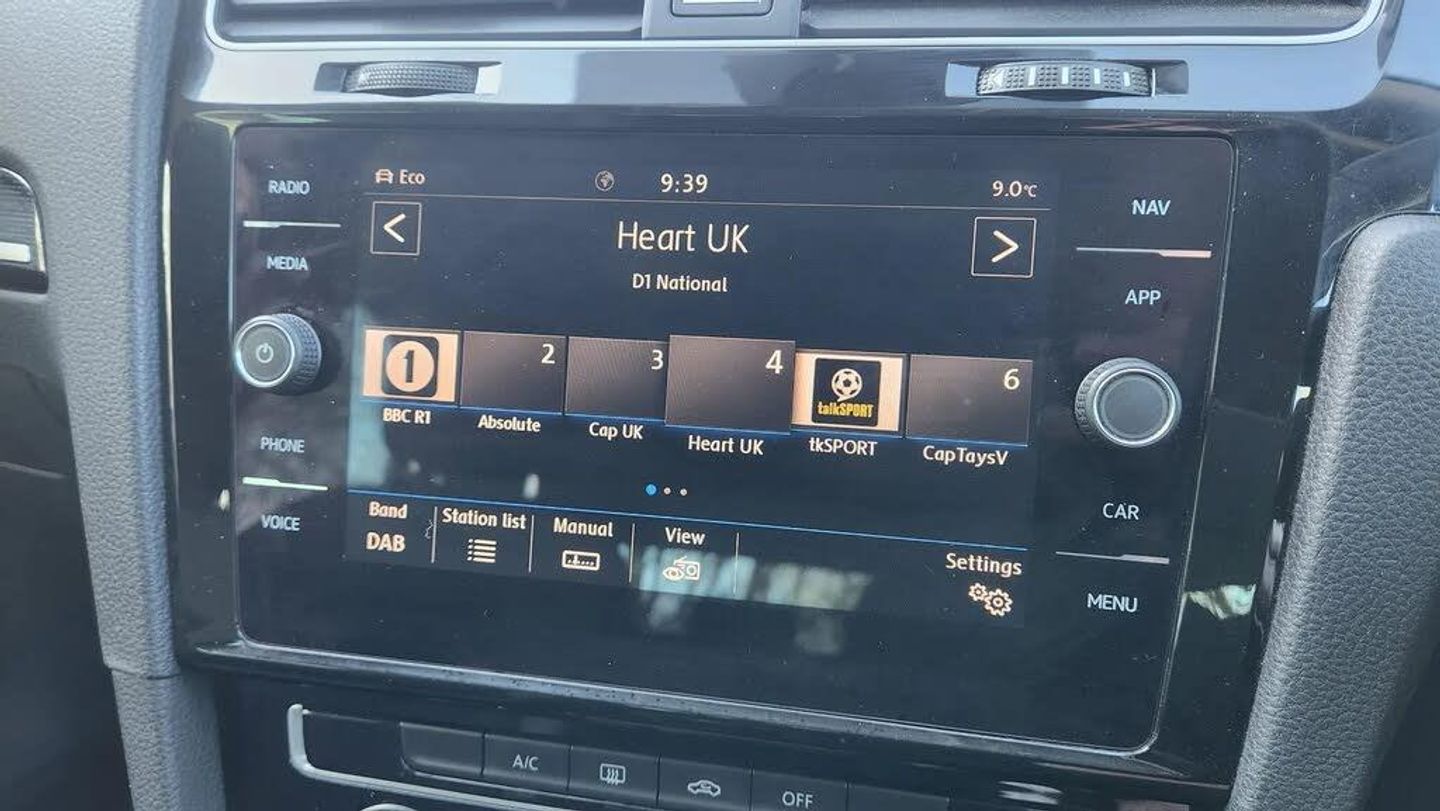 RADIO
MEDIA
PHONE
VOICE
Eco
9:39
9.0°C
<
Heart UK
>
D1 National
1
2
3
4
talkSPORT
6
BBC R1
Absolute
Cap UK
Heart UK
tkSPORT
CapTaysV
Band
DAB
Station list
Manual
View
Settings
NAV
APP
CAR
MENU
A/C
OFF